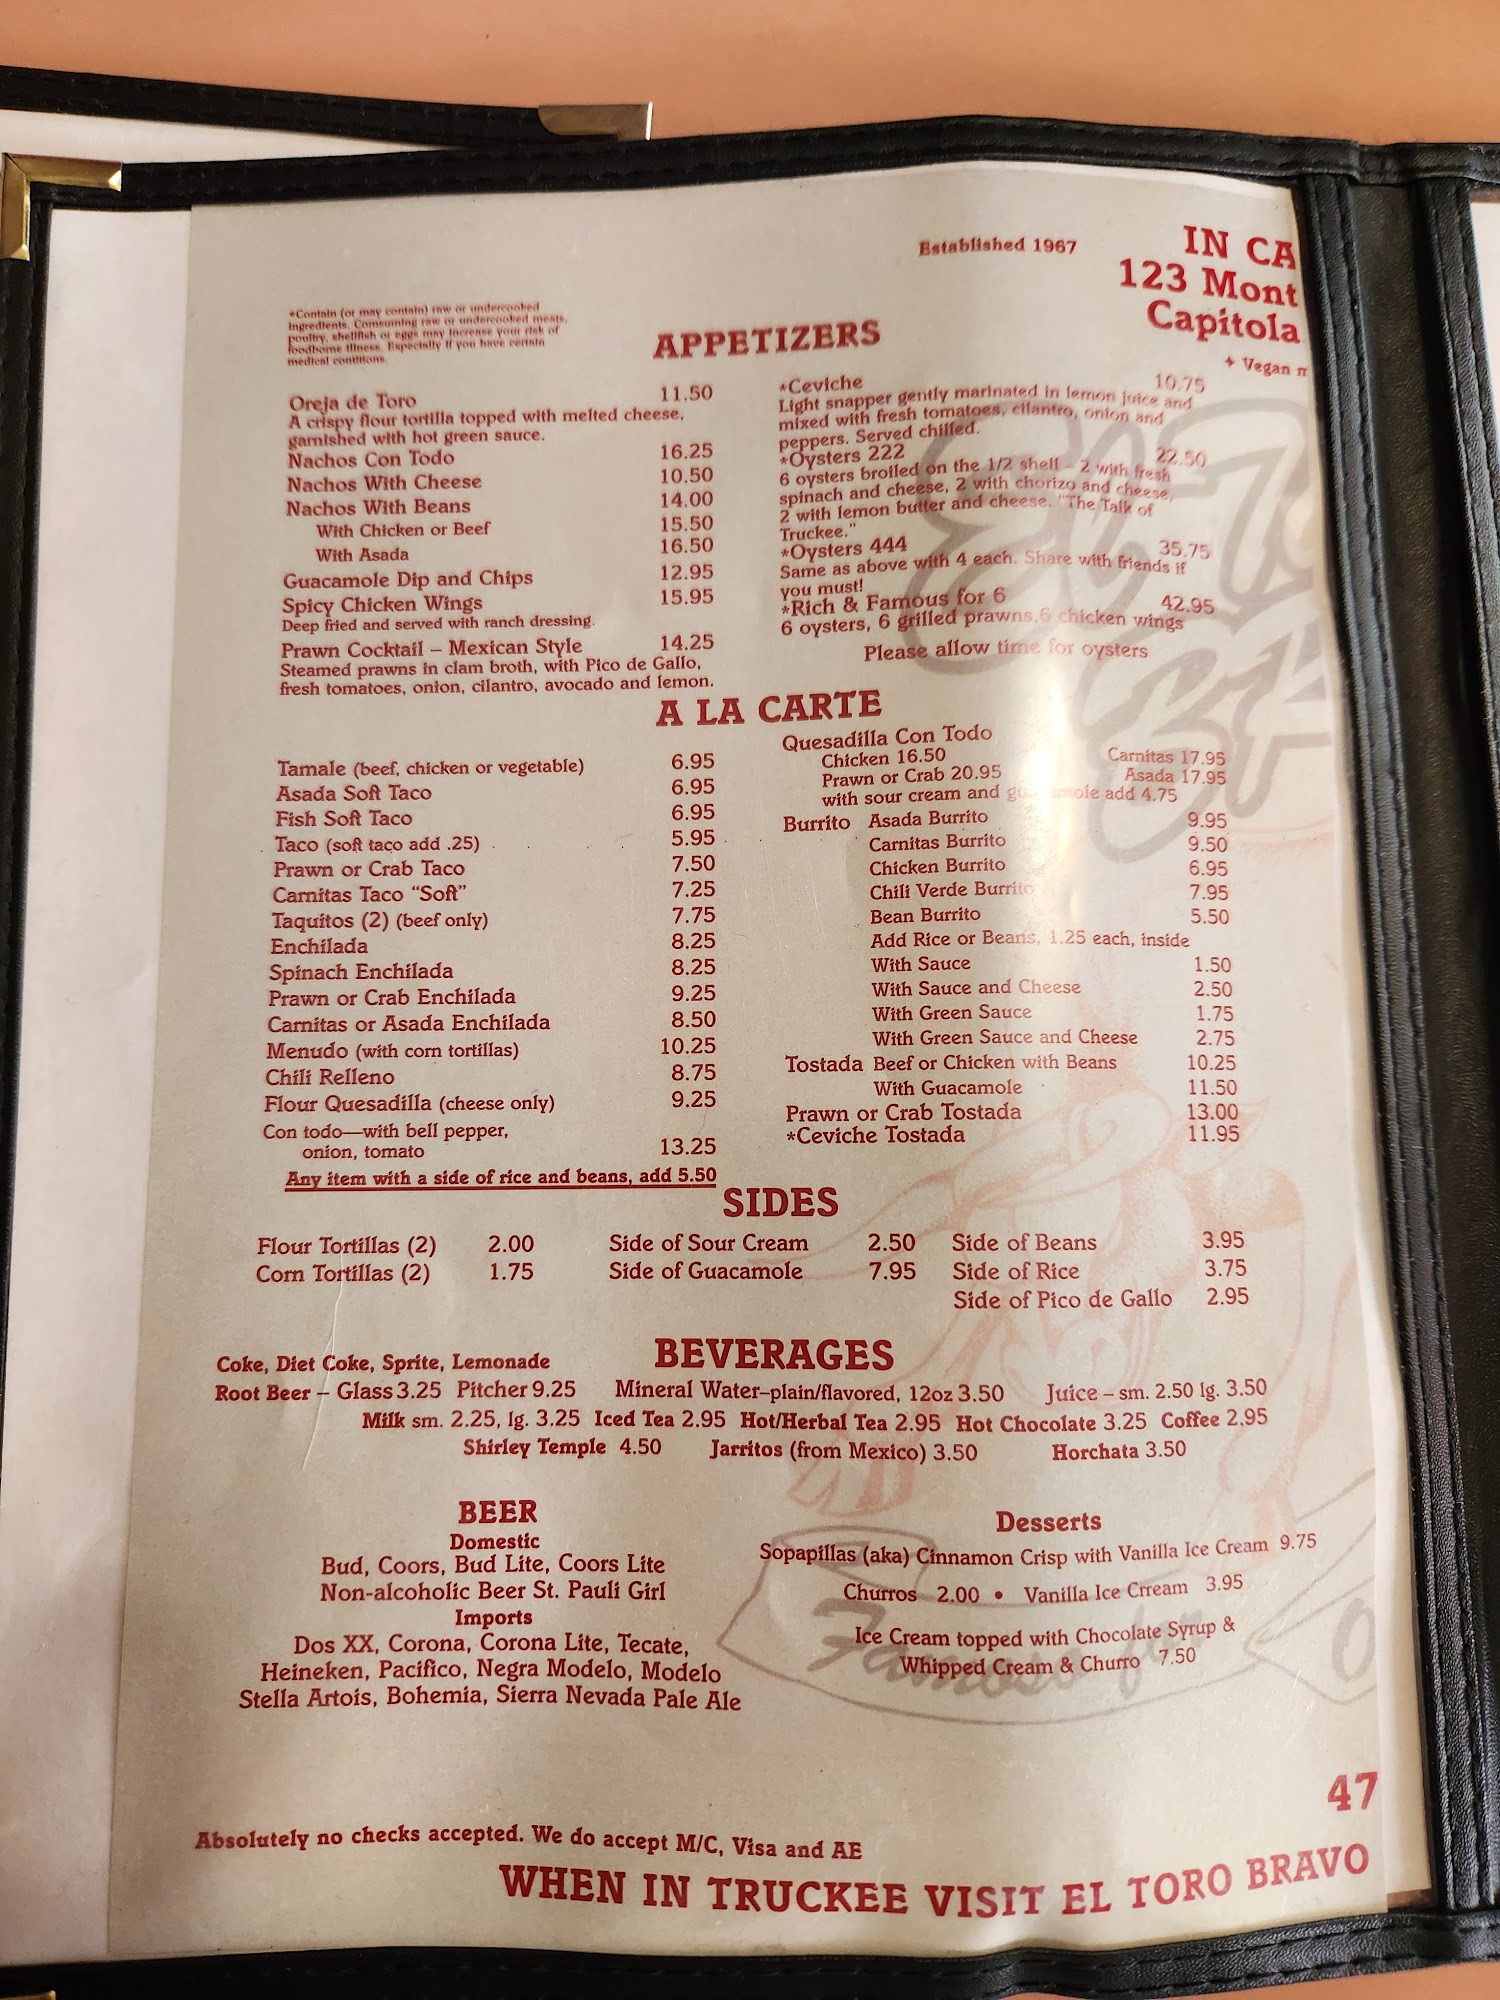 Established 1967
IN CA
123 Mont
Capitola
✦ Vegan
*Contain (or may contain) raw or undercooked
ingredients. Comsuming raw or undercooked meats,
poultry, shellfish or eggs may increase your risk of
foodborne illness. Especially if you have certain
medical contitions.
APPETIZERS
Oreja de Toro 11.50
A crispy flour tortilla topped with melted cheese,
garnished with hot green sauce.
Nachos Con Todo 16.25
Nachos With Cheese 10.50
Nachos With Beans 14.00
With Chicken or Beef 15.50
With Asada 16.50
Guacamole Dip and Chips 12.95
Spicy Chicken Wings 15.95
Deep fried and served with ranch dressing.
Prawn Cocktail – Mexican Style 14.25
Steamed prawns in clam broth, with Pico de Gallo,
fresh tomatoes, onion, cilantro, avocado and lemon.
*Ceviche 10.75
Light snapper gently marinated in lemon juice and
mixed with fresh tomatoes, cilantro, onion and
peppers. Served chilled.
*Oysters 222 22.50
6 oysters broiled on the 1/2 shell - 2 with fresh
spinach and cheese, 2 with chorizo and cheese,
2 with lemon butter and cheese. "The Talk of
Truckee."
*Oysters 444 35.75
Same as above with 4 each. Share with friends if
you must!
*Rich & Famous for 6 42.95
6 oysters, 6 grilled prawns,6 chicken wings
Please allow time for oysters
A LA CARTE
Tamale (beef, chicken or vegetable) 6.95
Asada Soft Taco 6.95
Fish Soft Taco 6.95
Taco (soft taco add .25) 5.95
Prawn or Crab Taco 7.50
Carnitas Taco “Soft” 7.25
Taquitos (2) (beef only) 7.75
Enchilada 8.25
Spinach Enchilada 8.25
Prawn or Crab Enchilada 9.25
Carnitas or Asada Enchilada 8.50
Menudo (with corn tortillas) 10.25
Chili Relleno 8.75
Flour Quesadilla (cheese only) 9.25
Con todo—with bell pepper,
onion, tomato 13.25
Any item with a side of rice and beans, add 5.50
Quesadilla Con Todo
Chicken 16.50 Carnitas 17.95
Prawn or Crab 20.95 Asada 17.95
with sour cream and guacamole add 4.75
Burrito Asada Burrito 9.95
Carnitas Burrito 9.50
Chicken Burrito 6.95
Chili Verde Burrito 7.95
Bean Burrito 5.50
Add Rice or Beans, 1.25 each, inside
With Sauce 1.50
With Sauce and Cheese 2.50
With Green Sauce 1.75
With Green Sauce and Cheese 2.75
Tostada Beef or Chicken with Beans 10.25
With Guacamole 11.50
Prawn or Crab Tostada 13.00
*Ceviche Tostada 11.95
SIDES
Flour Tortillas (2) 2.00 Side of Sour Cream 2.50 Side of Beans 3.95
Corn Tortillas (2) 1.75 Side of Guacamole 7.95 Side of Rice 3.75
Side of Pico de Gallo 2.95
BEVERAGES
Coke, Diet Coke, Sprite, Lemonade
Root Beer – Glass 3.25 Pitcher 9.25 Mineral Water–plain/flavored, 12oz 3.50 Juice – sm. 2.50 lg. 3.50
Milk sm. 2.25, lg. 3.25 Iced Tea 2.95 Hot/Herbal Tea 2.95 Hot Chocolate 3.25 Coffee 2.95
Shirley Temple 4.50 Jarritos (from Mexico) 3.50 Horchata 3.50
BEER
Domestic
Bud, Coors, Bud Lite, Coors Lite
Non-alcoholic Beer St. Pauli Girl
Imports
Dos XX, Corona, Corona Lite, Tecate,
Heineken, Pacifico, Negra Modelo, Modelo
Stella Artois, Bohemia, Sierra Nevada Pale Ale
Desserts
Sopapillas (aka) Cinnamon Crisp with Vanilla Ice Cream 9.75
Churros 2.00 • Vanilla Ice Crream 3.95
Ice Cream topped with Chocolate Syrup &
Whipped Cream & Churro 7.50
Famous for
47
Absolutely no checks accepted. We do accept M/C, Visa and AE
WHEN IN TRUCKEE VISIT EL TORO BRAVO